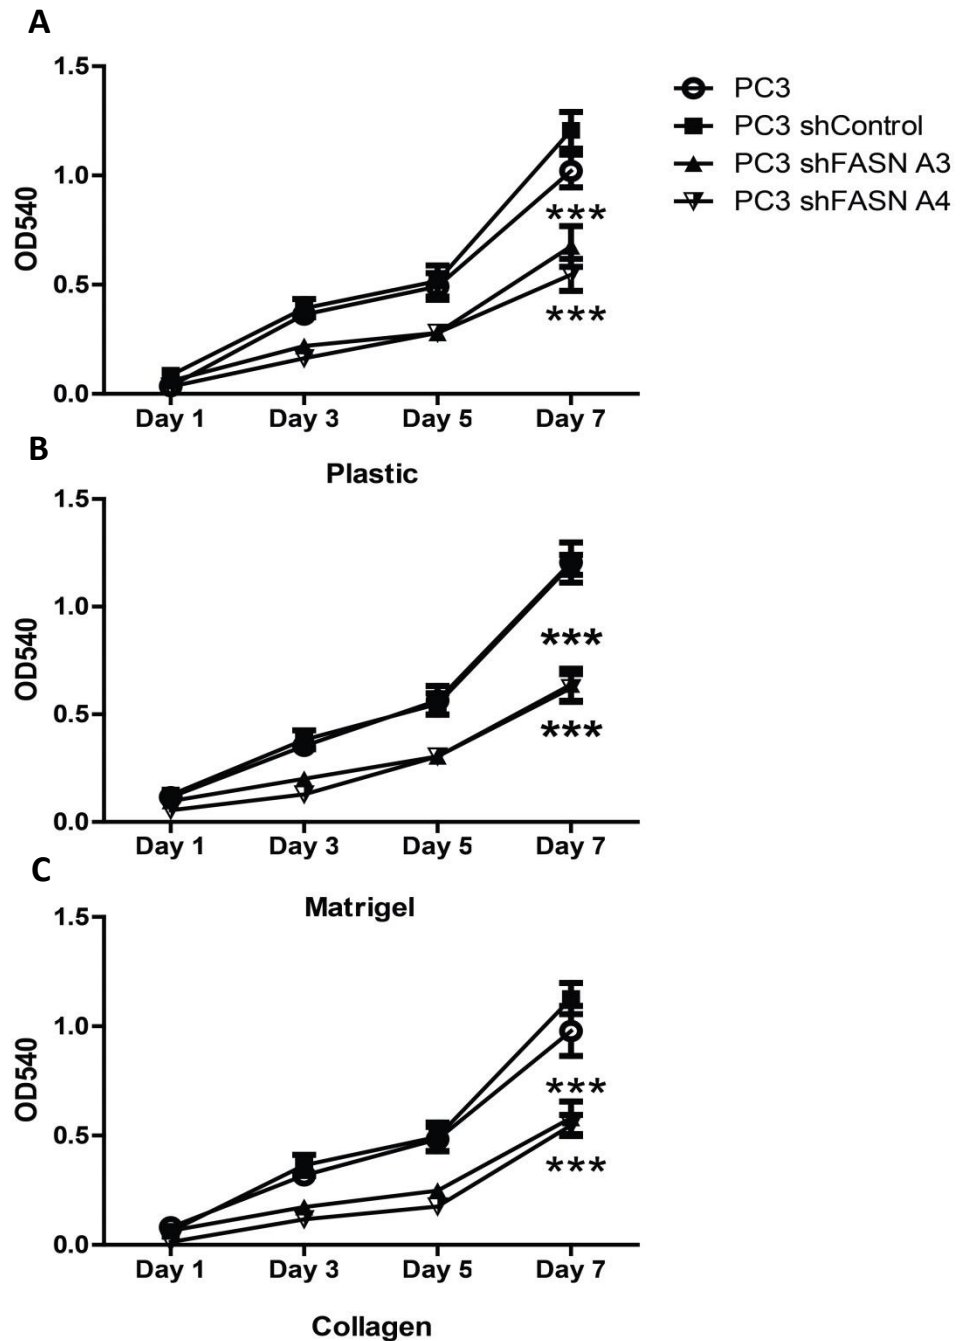 A
1.5
1.0
0.5
0.0
OD540
***
***
Day 1 Day 3 Day 5 Day 7
Plastic
PC3
PC3 shControl
PC3 shFASN A3
PC3 shFASN A4
B
1.5
1.0
0.5
0.0
OD540
***
***
Day 1 Day 3 Day 5 Day 7
Matrigel
C
1.5
1.0
0.5
0.0
OD540
***
***
Day 1 Day 3 Day 5 Day 7
Collagen